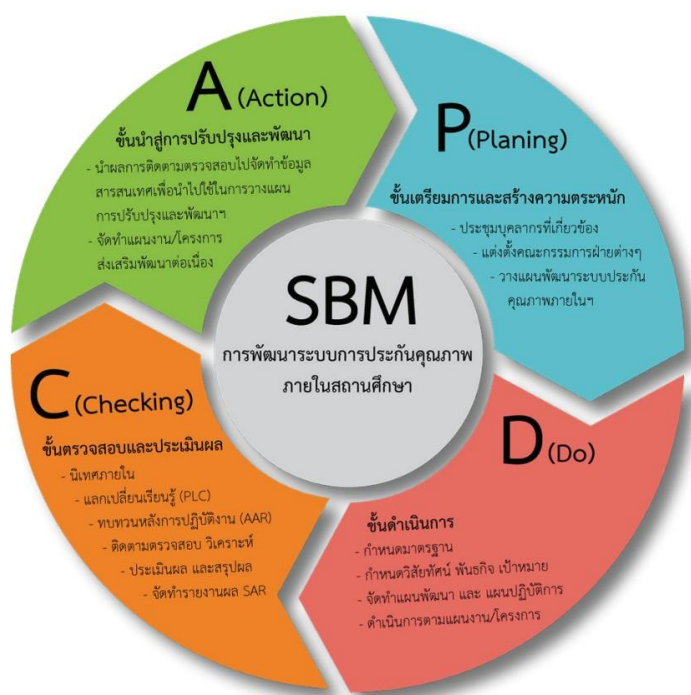 A (Action)
ขั้นนำสู่การปรับปรุงและพัฒนา
- นำผลการติดตามตรวจสอบไปจัดทำข้อมูล
สารสนเทศเพื่อนำไปใช้ในการวางแผน
การปรับปรุงและพัฒนาฯ
- จัดทำแผนงาน/โครงการ
ส่งเสริมพัฒนาต่อเนื่อง
P (Planing)
ขั้นเตรียมการและสร้างความตระหนัก
- ประชุมบุคลากรที่เกี่ยวข้อง
- แต่งตั้งคณะกรรมการฝ่ายต่างๆ
- วางแผนพัฒนาระบบประกัน
คุณภาพภายในฯ
SBM
การพัฒนาระบบการประกันคุณภาพ
ภายในสถานศึกษา
D (Do)
ขั้นดำเนินการ
- กำหนดมาตรฐาน
- กำหนดวิสัยทัศน์ พันธกิจ เป้าหมาย
- จัดทำแผนพัฒนา และ แผนปฏิบัติการ
- ดำเนินการตามแผนงาน/โครงการ
C (Checking)
ขั้นตรวจสอบและประเมินผล
- นิเทศภายใน
- แลกเปลี่ยนเรียนรู้ (PLC)
- ทบทวนหลังการปฏิบัติงาน (AAR)
- ติดตามตรวจสอบ วิเคราะห์
- ประเมินผล และสรุปผล
- จัดทำรายงานผล SAR